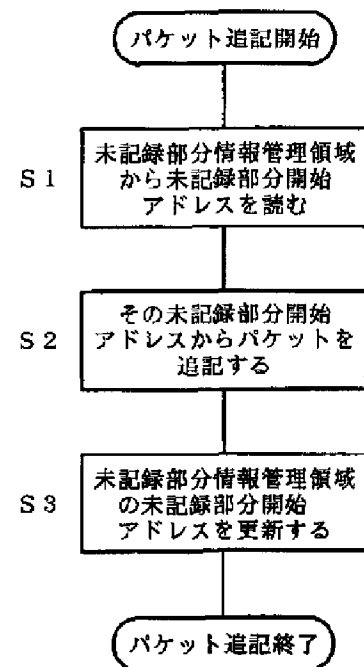 パケット追記開始
S1
未記録部分情報管理領域
から未記録部分開始
アドレスを読む
S2
その未記録部分開始
アドレスからパケットを
追記する
S3
未記録部分情報管理領域
の未記録部分開始
アドレスを更新する
パケット追記終了